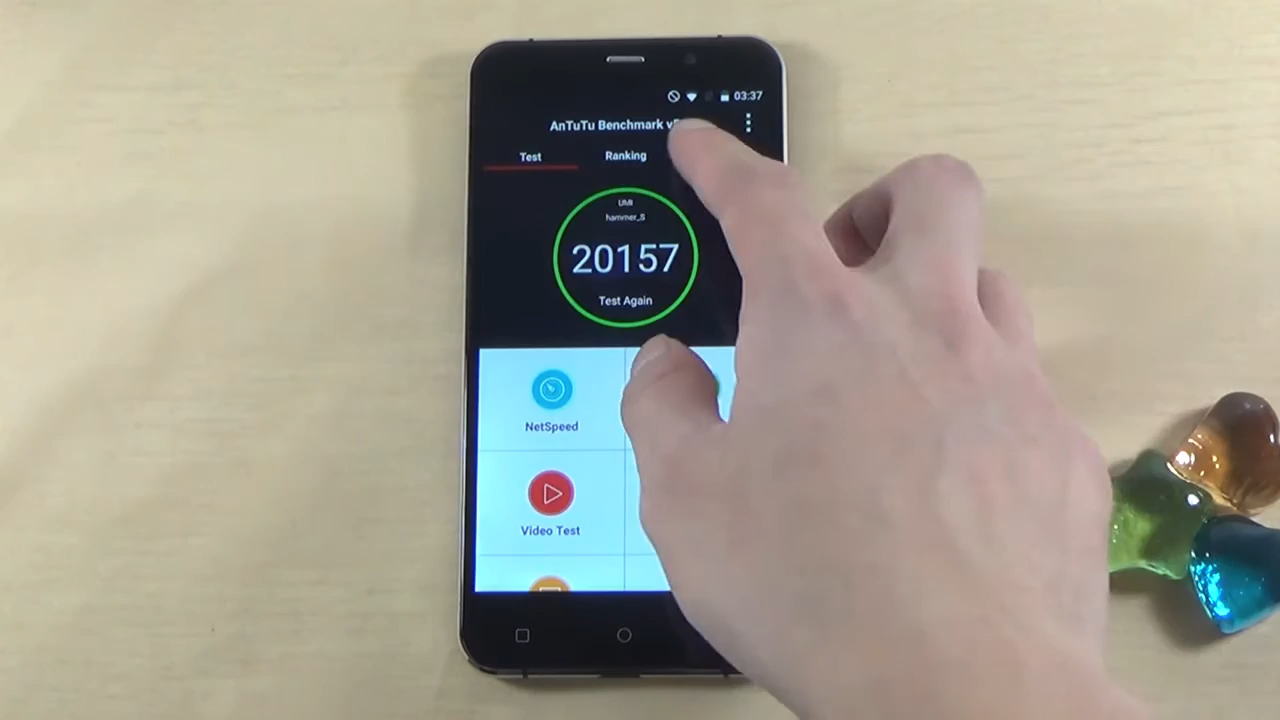 03:37
AnTuTu Benchmark
Test
Ranking
UMI
hammer_S
20157
Test Again
NetSpeed
Video Test